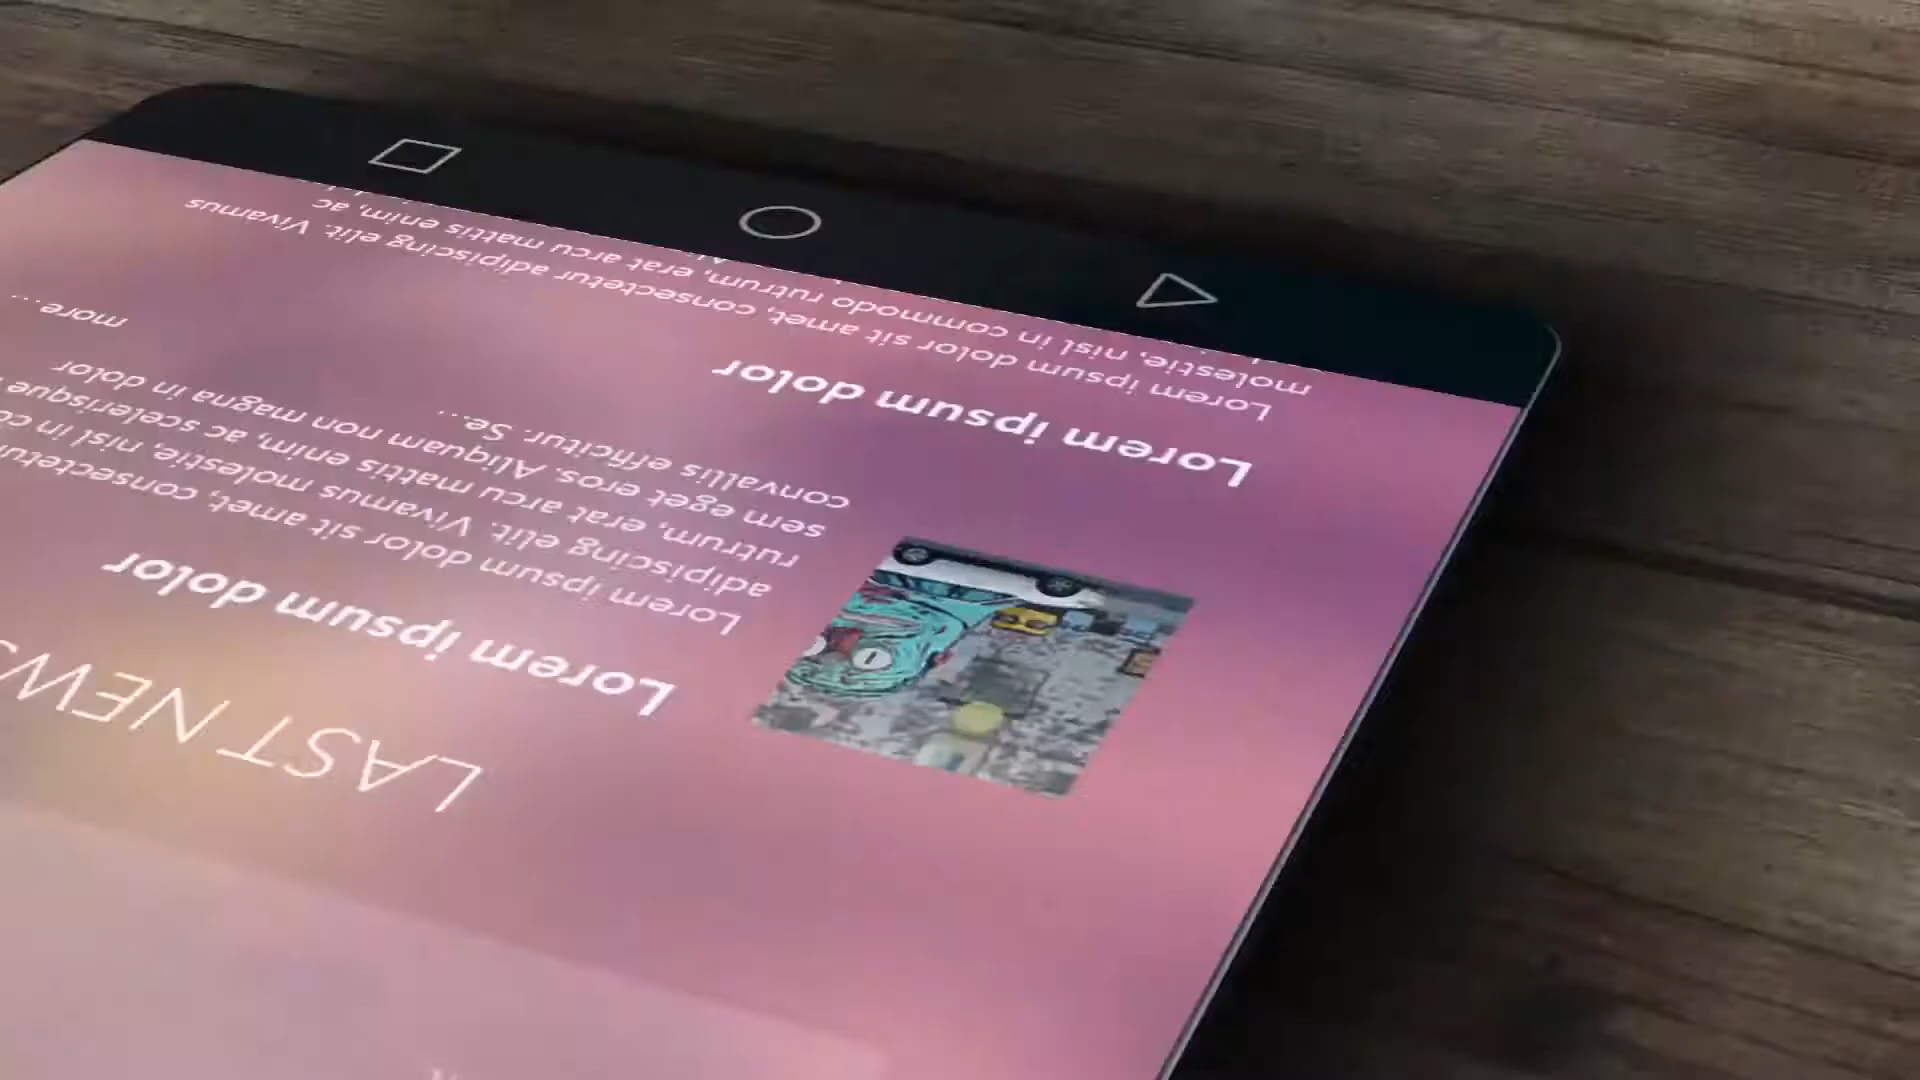 LAST NEWS
Lorem ipsum dolor
Lorem ipsum dolor sit amet, consectetur
adipiscing elit. Vivamus molestie, nisl in
rutrum, erat arcu mattis enim, ac scelerisque
sem eget eros. Aliquam non magna in dolor
convallis efficitur. Se...
more...
Lorem ipsum dolor
Lorem ipsum dolor sit amet, consectetur adipiscing elit. Vivamus
molestie, nisl in commodo rutrum, erat arcu mattis enim, ac